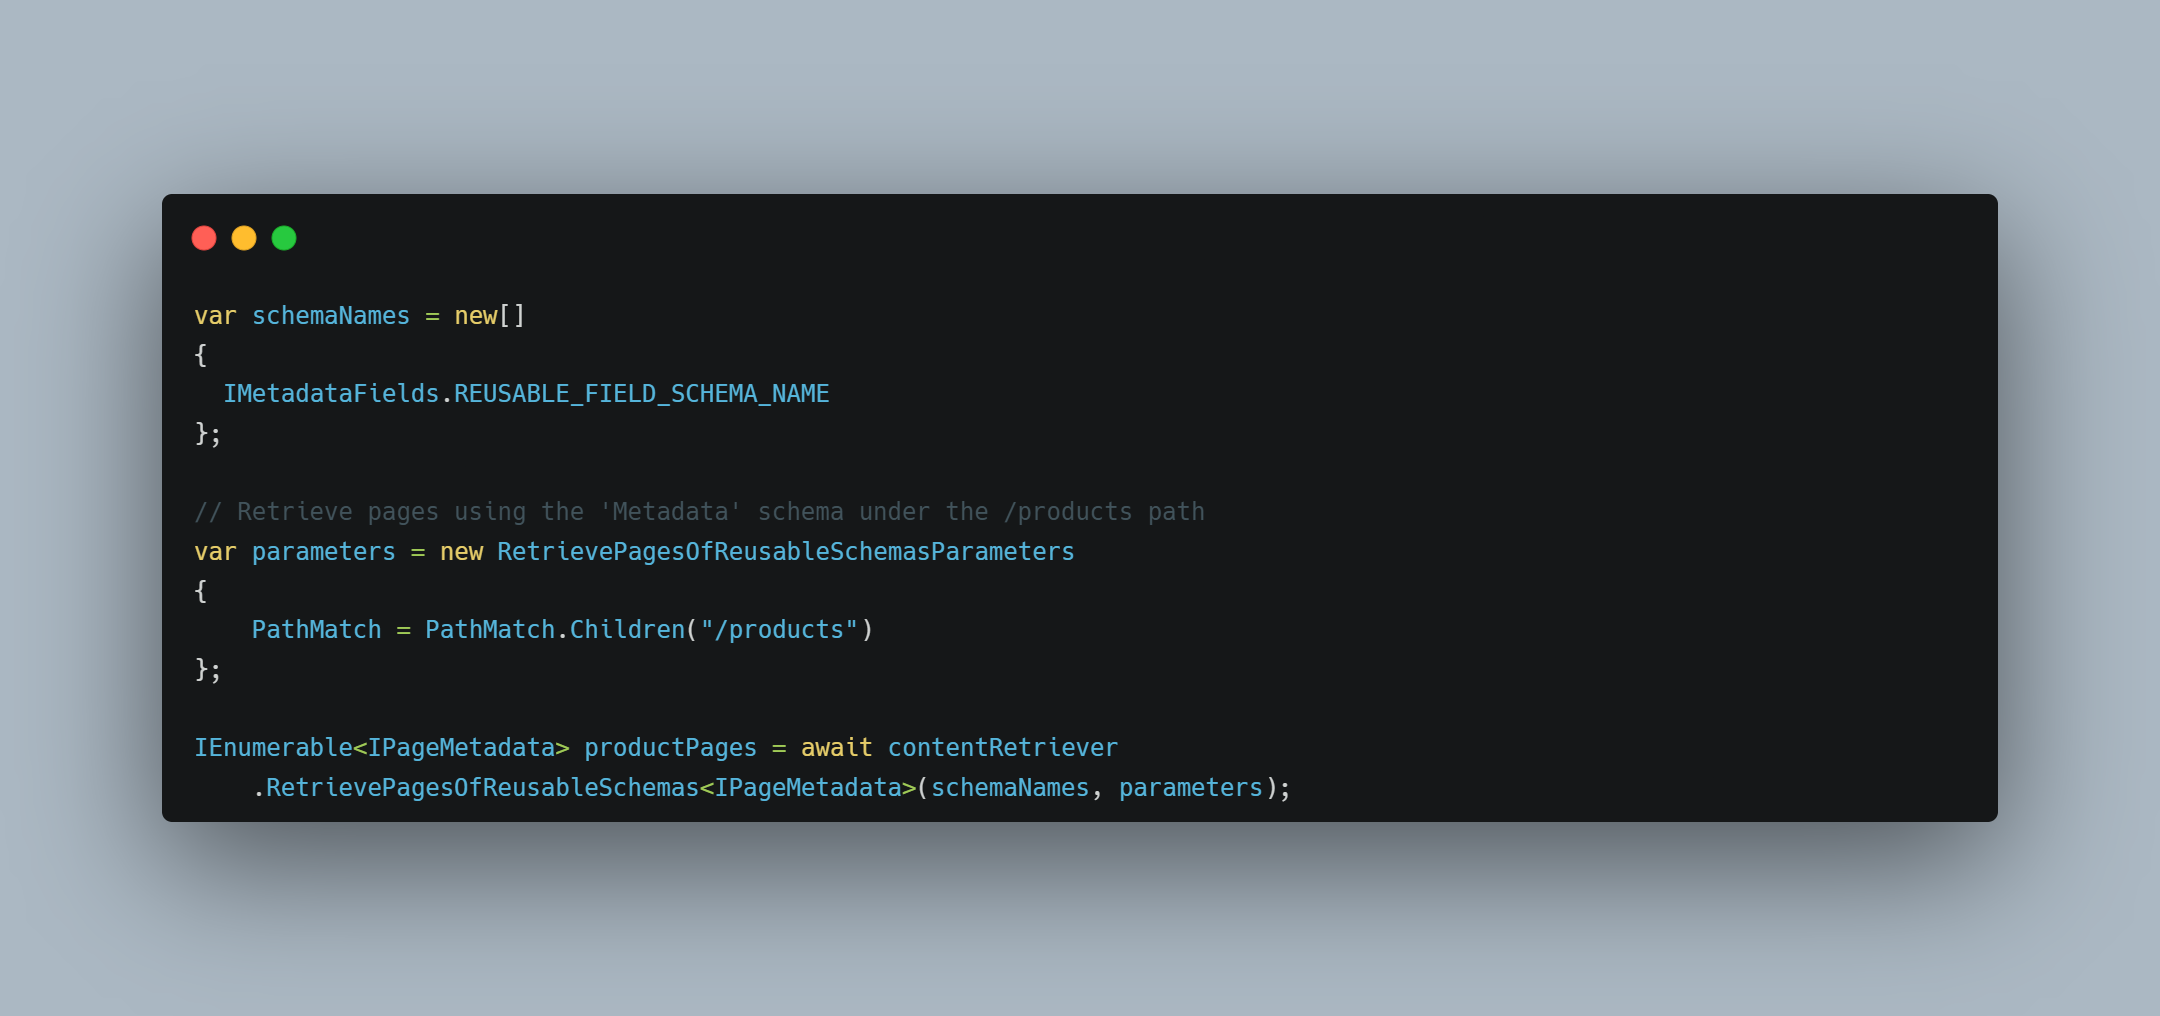 var schemaNames = new[]
{
  IMetadataFields.REUSABLE_FIELD_SCHEMA_NAME
};

// Retrieve pages using the 'Metadata' schema under the /products path
var parameters = new RetrievePagesOfReusableSchemasParameters
{
    PathMatch = PathMatch.Children("/products")
};

IEnumerable<IPageMetadata> productPages = await contentRetriever
    .RetrievePagesOfReusableSchemas<IPageMetadata>(schemaNames, parameters);